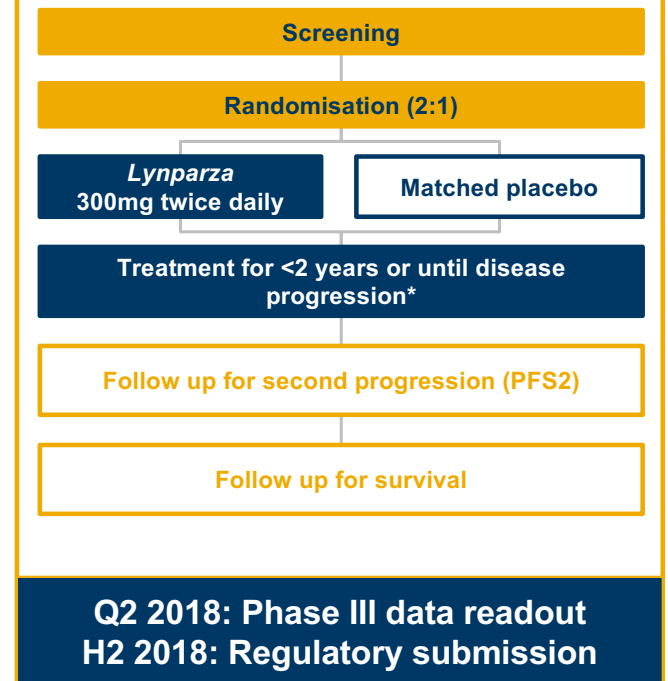 Screening
Randomisation (2:1)
Lynparza
300mg twice daily
Matched placebo
Treatment for <2 years or until disease
progression*
Follow up for second progression (PFS2)
Follow up for survival
Q2 2018: Phase III data readout
H2 2018: Regulatory submission